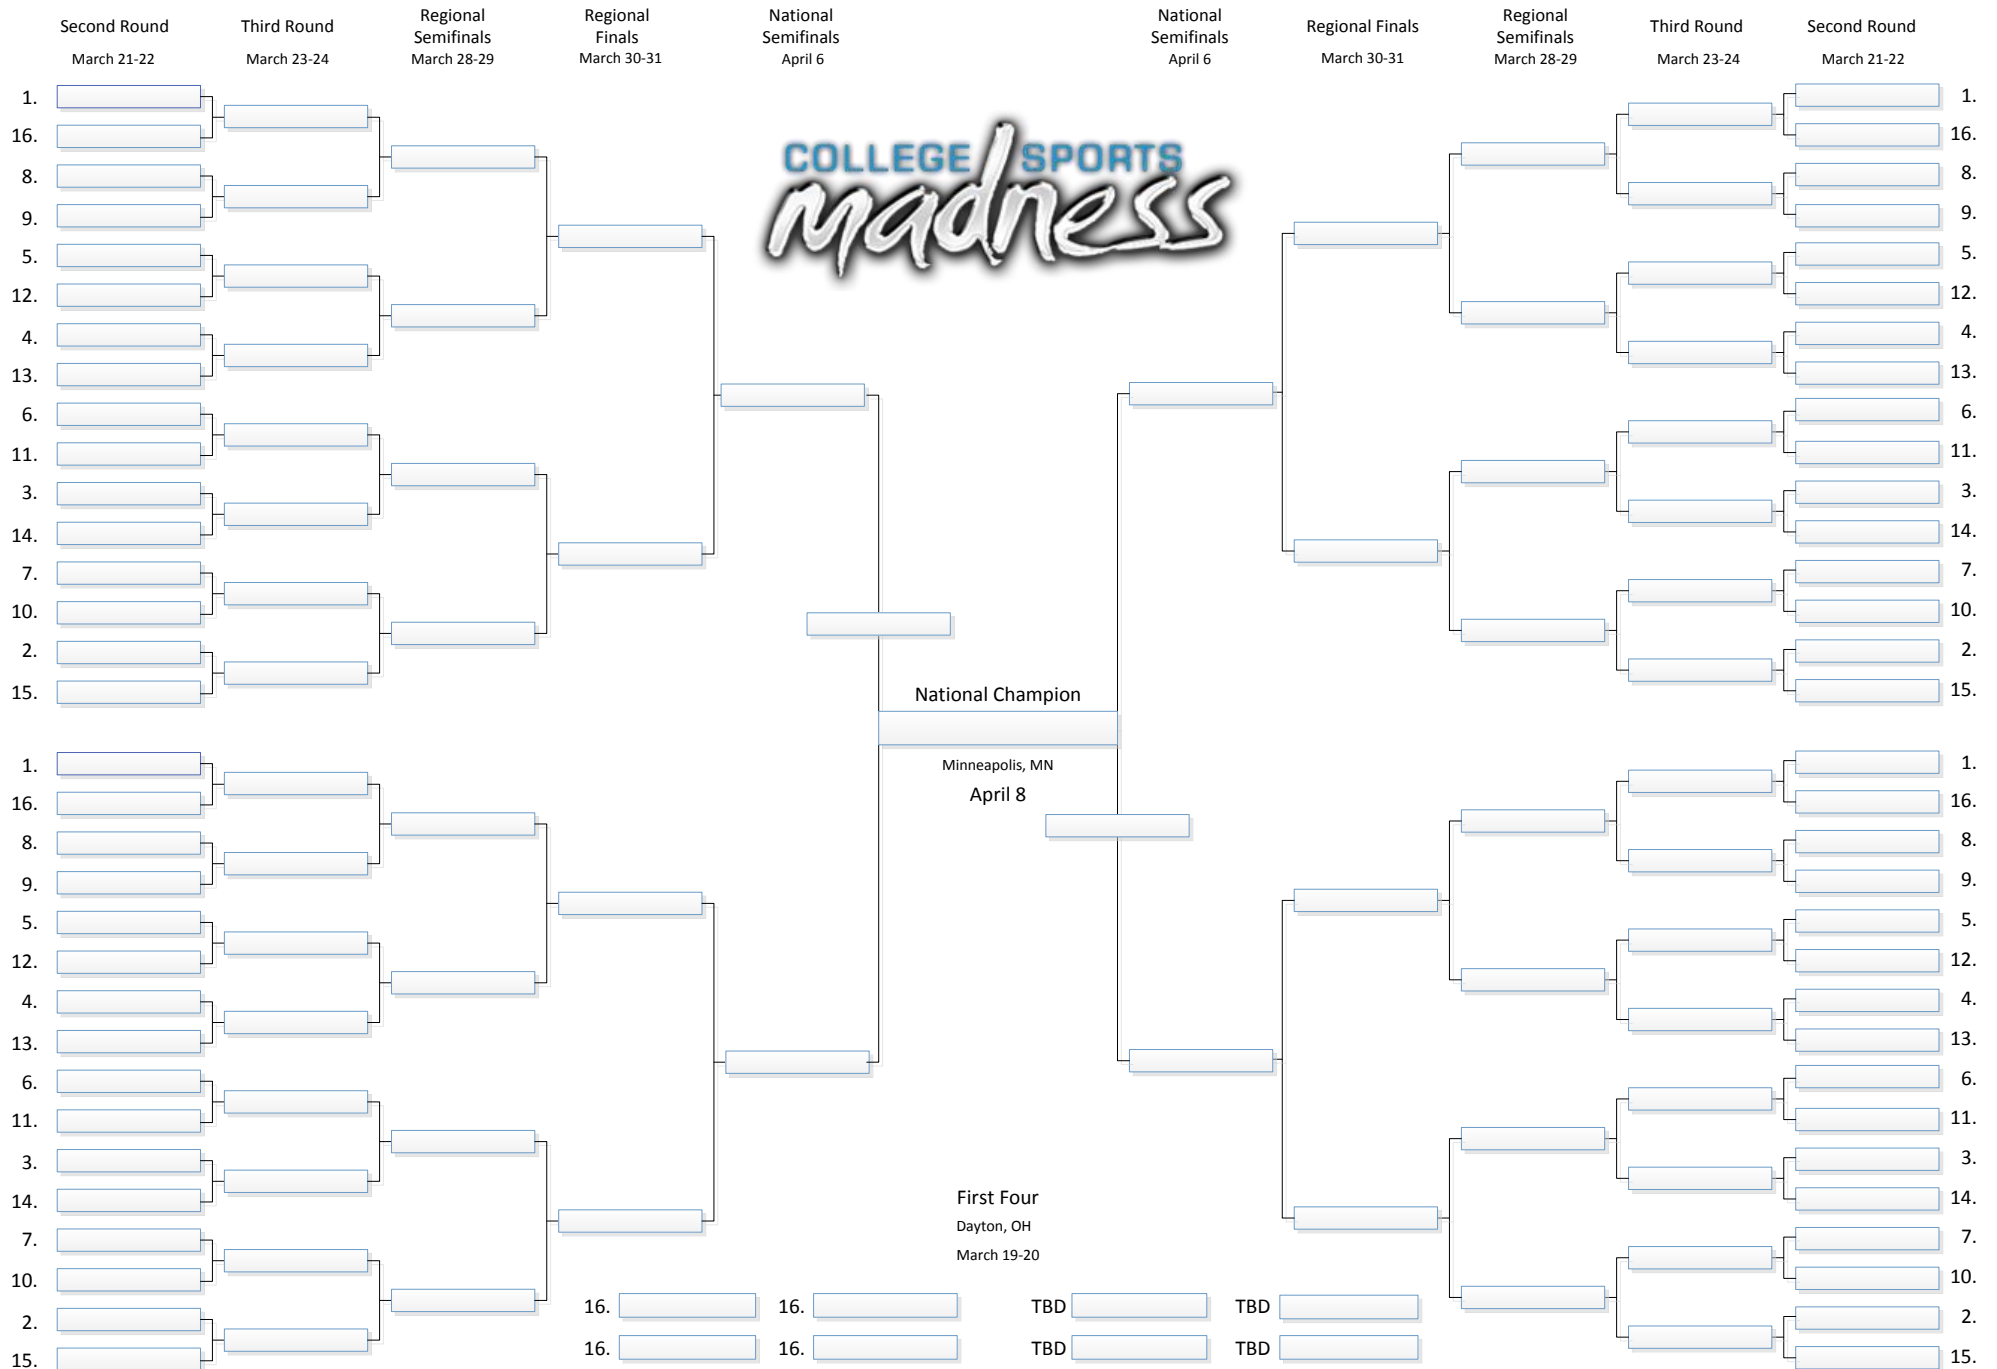 Second Round
March 21-22
Third Round
March 23-24
Regional
Semifinals
March 28-29
Regional
Finals
March 30-31
National
Semifinals
April 6
National
Semifinals
April 6
Regional Finals
March 30-31
Regional
Semifinals
March 28-29
Third Round
March 23-24
Second Round
March 21-22
COLLEGE SPORTS
madness
1.
16.
8.
9.
5.
12.
4.
13.
6.
11.
3.
14.
7.
10.
2.
15.
1.
16.
8.
9.
5.
12.
4.
13.
6.
11.
3.
14.
7.
10.
2.
15.
National Champion
Minneapolis, MN
April 8
First Four
Dayton, OH
March 19-20
16. 16. TBD TBD
16. 16. TBD TBD
1.
16.
8.
9.
5.
12.
4.
13.
6.
11.
3.
14.
7.
10.
2.
15.
1.
16.
8.
9.
5.
12.
4.
13.
6.
11.
3.
14.
7.
10.
2.
15.